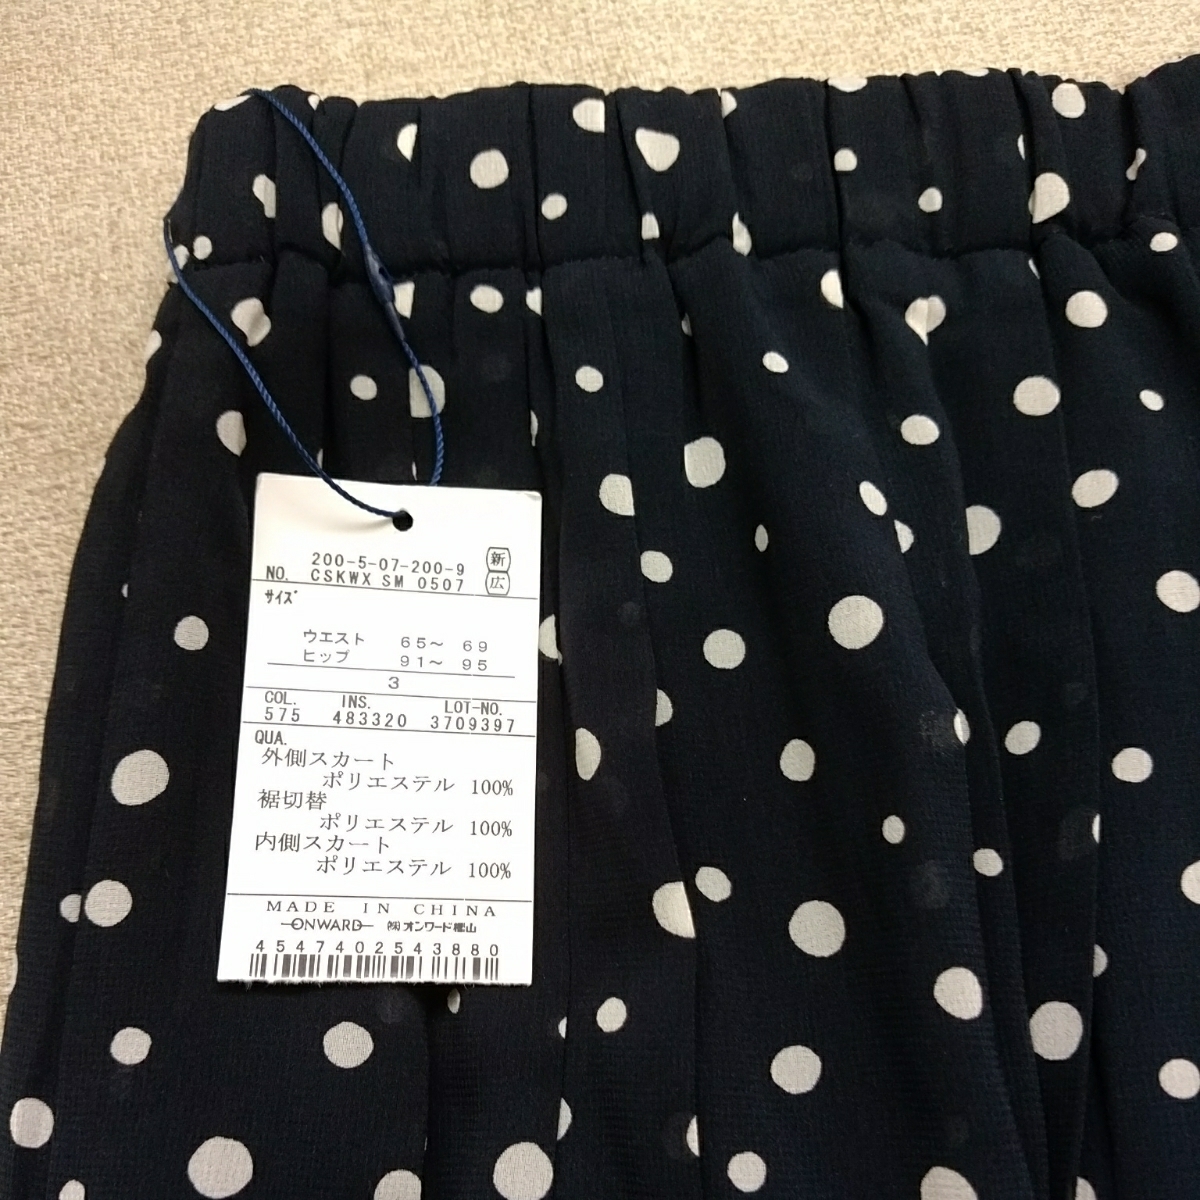 200-5-07-200-9 新
NO. CSKWX SM 0507 広
ｻｲｽﾞ
ウエスト 65～ 69
ヒップ 91～ 95
3
COL. INS. LOT-NO.
575 483320 3709397
QUA.
外側スカート
ポリエステル 100%
裾切替
ポリエステル 100%
内側スカート
ポリエステル 100%
MADE IN CHINA
ONWARD ㈱オンワード樫山
4547402543880